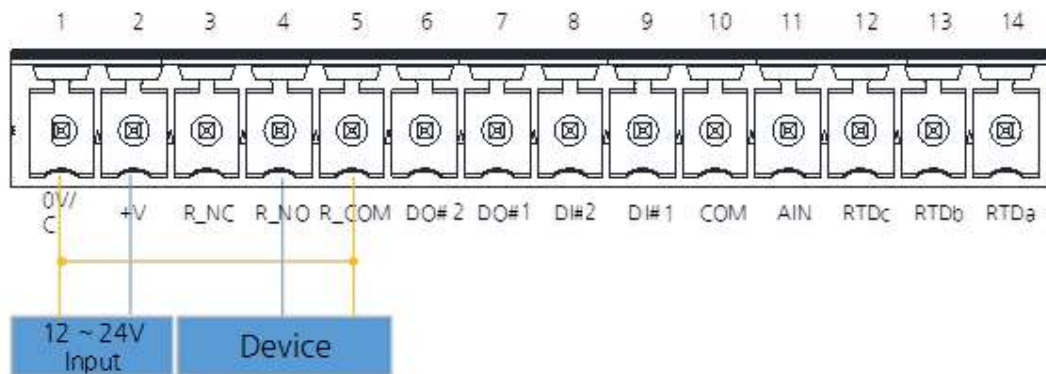 1 2 3 4 5 6 7 8 9 10 11 12 13 14
0V/
C +V R_NC R_NO R_COM DO#2 DO#1 DI#2 DI#1 COM AIN RTDc RTDb RTDa
12 ~ 24V
Input
Device